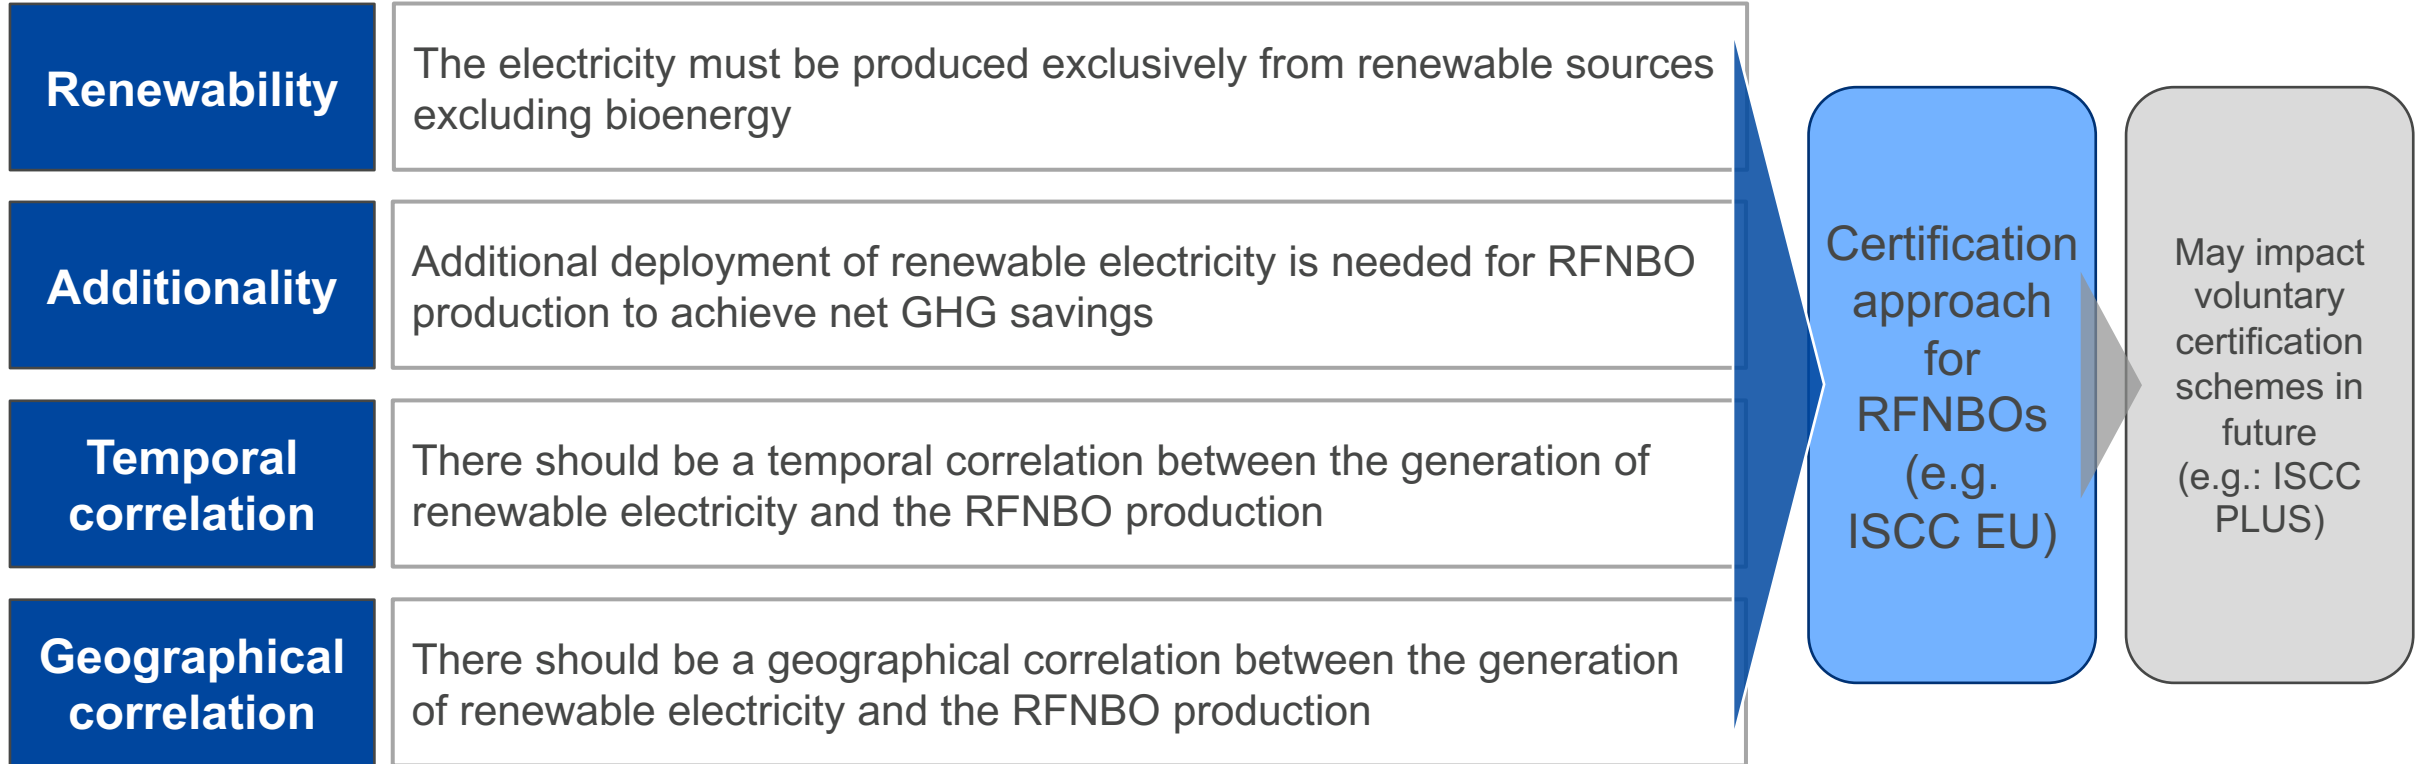 Renewability
The electricity must be produced exclusively from renewable sources
excluding bioenergy
Additionality
Additional deployment of renewable electricity is needed for RFNBO
production to achieve net GHG savings
Temporal
correlation
There should be a temporal correlation between the generation of
renewable electricity and the RFNBO production
Geographical
correlation
There should be a geographical correlation between the generation
of renewable electricity and the RFNBO production
Certification
approach
for
RFNBOs
(e.g.
ISCC EU)
May impact
voluntary
certification
schemes in
future
(e.g.: ISCC
PLUS)